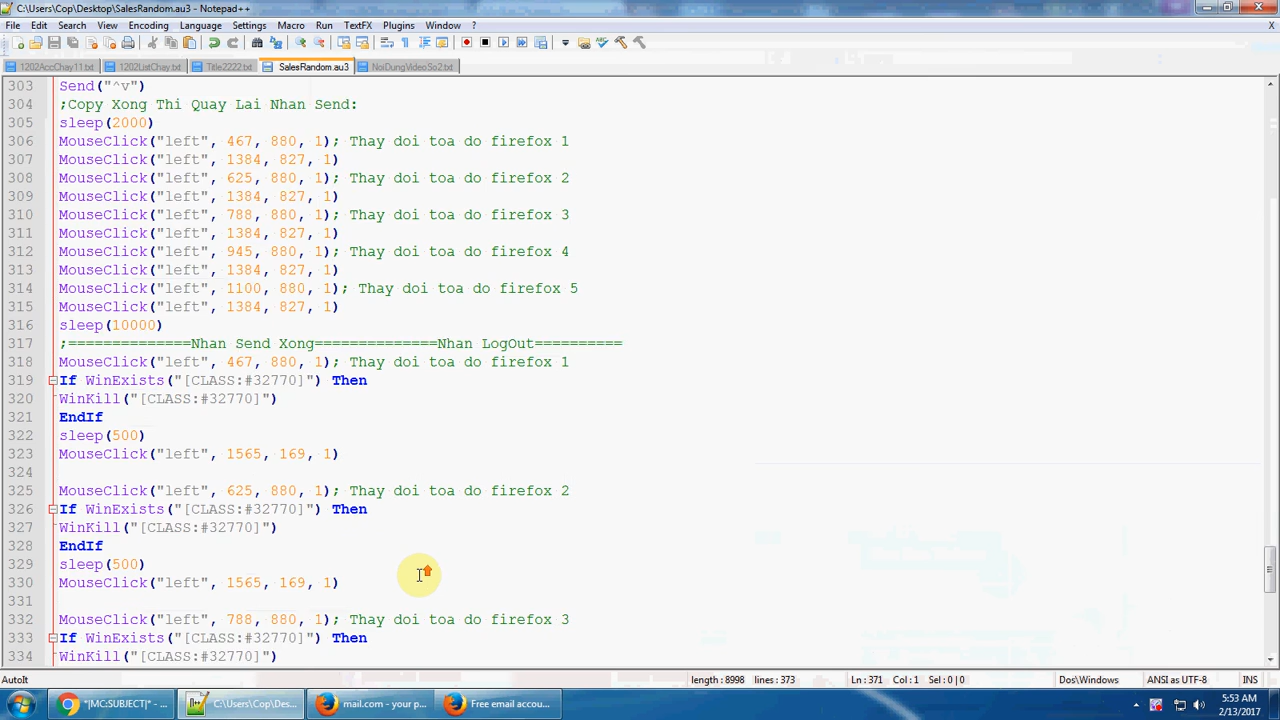 C:\Users\Cop\Desktop\SalesRandom.au3 - Notepad++
File Edit Search View Encoding Language Settings Macro Run TextFX Plugins Window ? X
1202AccChay11.txt 1202ListChay.txt Title2222.txt SalesRandom.au3 NoiDungVideoSo2.txt
303 Send("^v")
304 ;Copy Xong Thi Quay Lai Nhan Send:
305 sleep(2000)
306 MouseClick("left", 467, 880, 1); Thay doi toa do firefox 1
307 MouseClick("left", 1384, 827, 1)
308 MouseClick("left", 625, 880, 1); Thay doi toa do firefox 2
309 MouseClick("left", 1384, 827, 1)
310 MouseClick("left", 788, 880, 1); Thay doi toa do firefox 3
311 MouseClick("left", 1384, 827, 1)
312 MouseClick("left", 945, 880, 1); Thay doi toa do firefox 4
313 MouseClick("left", 1384, 827, 1)
314 MouseClick("left", 1100, 880, 1); Thay doi toa do firefox 5
315 MouseClick("left", 1384, 827, 1)
316 sleep(10000)
317 ;==============Nhan Send Xong==============Nhan LogOut==========
318 MouseClick("left", 467, 880, 1); Thay doi toa do firefox 1
319 If WinExists("[CLASS:#32770]") Then
320 WinKill("[CLASS:#32770]")
321 EndIf
322 sleep(500)
323 MouseClick("left", 1565, 169, 1)
324
325 MouseClick("left", 625, 880, 1); Thay doi toa do firefox 2
326 If WinExists("[CLASS:#32770]") Then
327 WinKill("[CLASS:#32770]")
328 EndIf
329 sleep(500)
330 MouseClick("left", 1565, 169, 1)
331
332 MouseClick("left", 788, 880, 1); Thay doi toa do firefox 3
333 If WinExists("[CLASS:#32770]") Then
334 WinKill("[CLASS:#32770]")
AutoIt length : 8998 lines : 373 Ln : 371 Col : 1 Sel : 0 | 0 Dos\Windows ANSI as UTF-8 INS
*|MC:SUBJECT|* - ... C:\Users\Cop\Des... mail.com - your p... Free email accou... 5:53 AM
2/13/2017